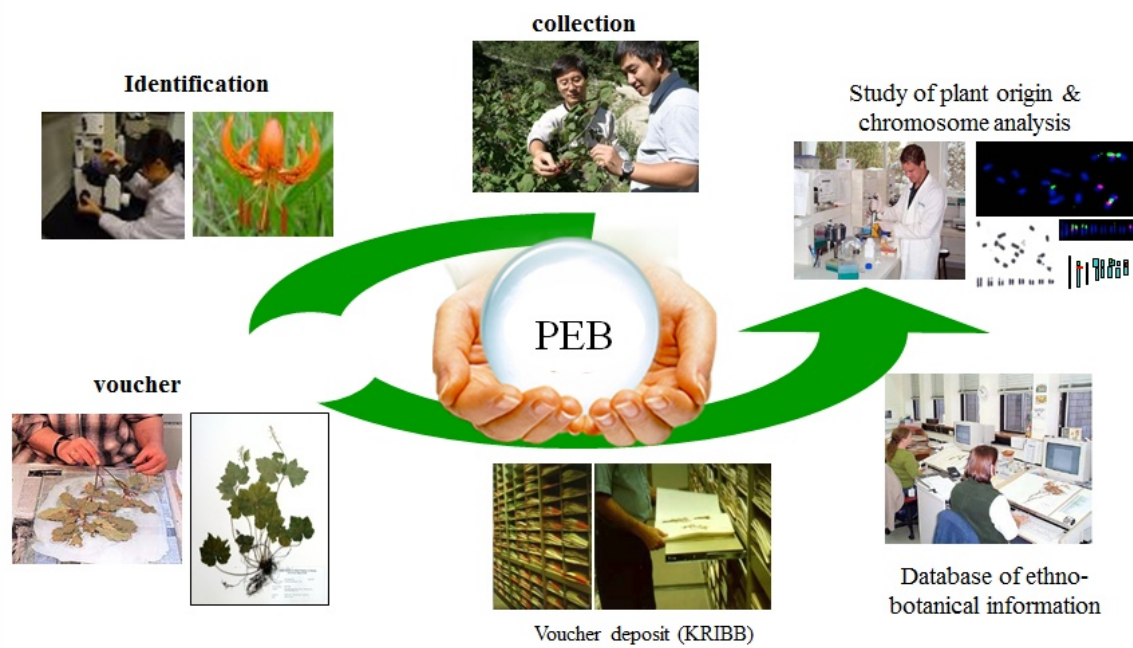 collection
Identification
Study of plant origin &
chromosome analysis
PEB
voucher
Database of ethno-
botanical information
Voucher deposit (KRIBB)